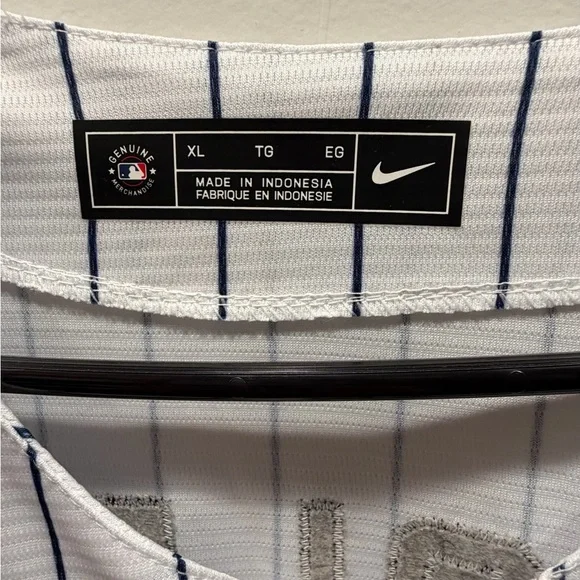 GENUINE
MERCHANDISE
XL TG EG
MADE IN INDONESIA
FABRIQUE EN INDONESIE